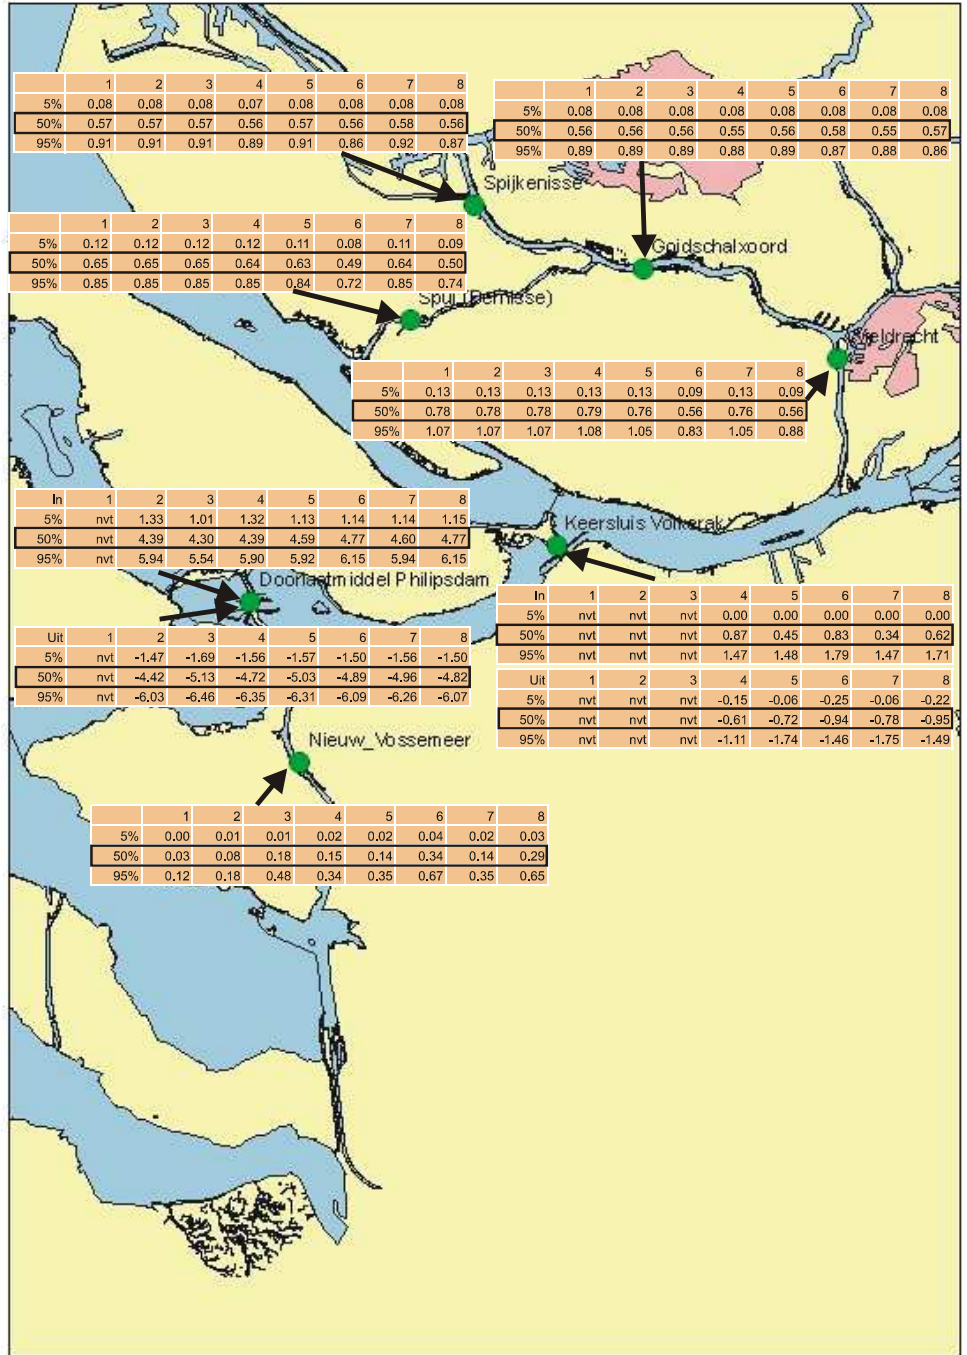 1 2 3 4 5 6 7 8
5% 0.08 0.08 0.08 0.07 0.08 0.08 0.08 0.08
50% 0.57 0.57 0.57 0.56 0.57 0.56 0.58 0.56
95% 0.91 0.91 0.91 0.89 0.91 0.86 0.92 0.87
1 2 3 4 5 6 7 8
5% 0.08 0.08 0.08 0.08 0.08 0.08 0.08 0.08
50% 0.56 0.56 0.56 0.55 0.56 0.58 0.55 0.57
95% 0.89 0.89 0.89 0.88 0.89 0.87 0.88 0.86
Spijkenisse
1 2 3 4 5 6 7 8
5% 0.12 0.12 0.12 0.12 0.11 0.08 0.11 0.09
50% 0.65 0.65 0.65 0.64 0.63 0.49 0.64 0.50
95% 0.85 0.85 0.85 0.85 0.84 0.72 0.85 0.74
Goidschalxoord
Spui (Bernisse)
Wieldrecht
1 2 3 4 5 6 7 8
5% 0.13 0.13 0.13 0.13 0.13 0.09 0.13 0.09
50% 0.78 0.78 0.78 0.79 0.76 0.56 0.76 0.56
95% 1.07 1.07 1.07 1.08 1.05 0.83 1.05 0.88
In 1 2 3 4 5 6 7 8
5% nvt 1.33 1.01 1.32 1.13 1.14 1.14 1.15
50% nvt 4.39 4.30 4.39 4.59 4.77 4.60 4.77
95% nvt 5.94 5.54 5.90 5.92 6.15 5.94 6.15
Keersluis Volkerak
Doorlaatmiddel Philipsdam
In 1 2 3 4 5 6 7 8
5% nvt nvt nvt 0.00 0.00 0.00 0.00 0.00
50% nvt nvt nvt 0.87 0.45 0.83 0.34 0.62
95% nvt nvt nvt 1.47 1.48 1.79 1.47 1.71
Uit 1 2 3 4 5 6 7 8
5% nvt -1.47 -1.69 -1.56 -1.57 -1.50 -1.56 -1.50
50% nvt -4.42 -5.13 -4.72 -5.03 -4.89 -4.96 -4.82
95% nvt -6.03 -6.46 -6.35 -6.31 -6.09 -6.26 -6.07
Uit 1 2 3 4 5 6 7 8
5% nvt nvt nvt -0.15 -0.06 -0.25 -0.06 -0.22
50% nvt nvt nvt -0.61 -0.72 -0.94 -0.78 -0.95
95% nvt nvt nvt -1.11 -1.74 -1.46 -1.75 -1.49
Nieuw_Vossemeer
1 2 3 4 5 6 7 8
5% 0.00 0.01 0.01 0.02 0.02 0.04 0.02 0.03
50% 0.03 0.08 0.18 0.15 0.14 0.34 0.14 0.29
95% 0.12 0.18 0.48 0.34 0.35 0.67 0.35 0.65